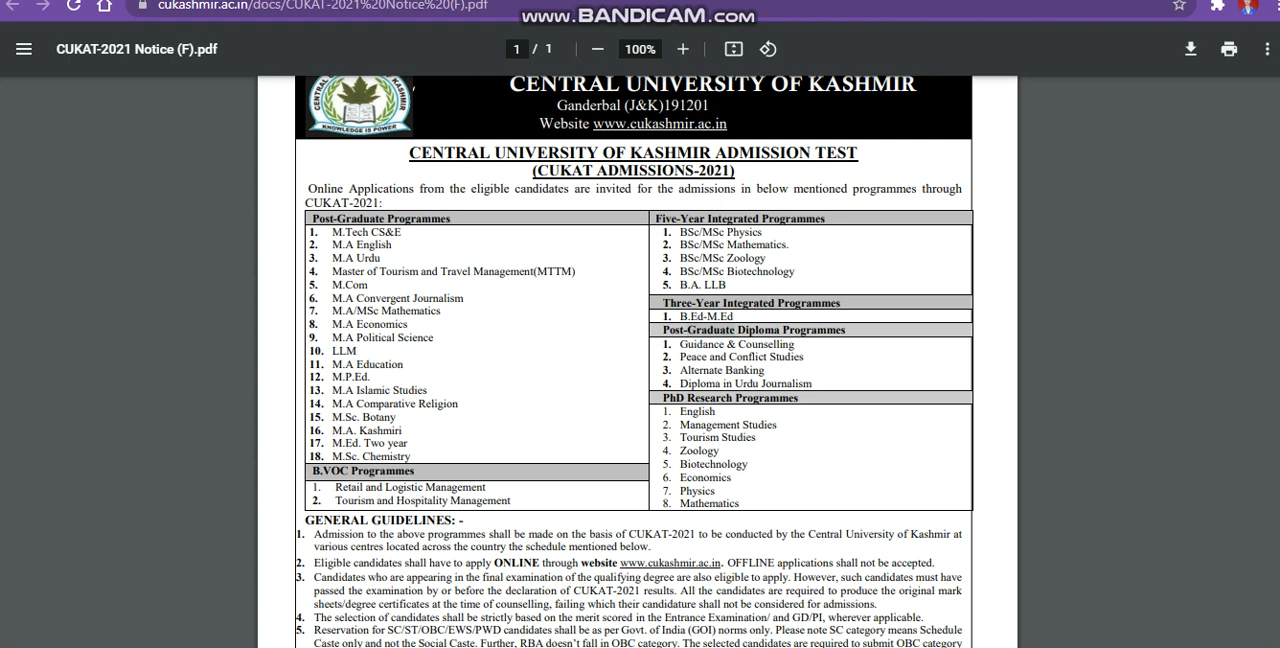 cukashmir.ac.in/docs/CUKAT-2021%20Notice%20(F).pdf
www.BANDICAM.com
CUKAT-2021 Notice (F).pdf
1 / 1
100%
CENTRAL KASHMIR
KNOWLEDGE IS POWER
CENTRAL UNIVERSITY OF KASHMIR
Ganderbal (J&K)191201
Website www.cukashmir.ac.in
CENTRAL UNIVERSITY OF KASHMIR ADMISSION TEST
(CUKAT ADMISSIONS-2021)
Online Applications from the eligible candidates are invited for the admissions in below mentioned programmes through
CUKAT-2021:
Post-Graduate Programmes
1. M.Tech CS&E
2. M.A English
3. M.A Urdu
4. Master of Tourism and Travel Management(MTTM)
5. M.Com
6. M.A Convergent Journalism
7. M.A/MSc Mathematics
8. M.A Economics
9. M.A Political Science
10. LLM
11. M.A Education
12. M.P.Ed.
13. M.A Islamic Studies
14. M.A Comparative Religion
15. M.Sc. Botany
16. M.A. Kashmiri
17. M.Ed. Two year
18. M.Sc. Chemistry
B.VOC Programmes
1. Retail and Logistic Management
2. Tourism and Hospitality Management
Five-Year Integrated Programmes
1. BSc/MSc Physics
2. BSc/MSc Mathematics.
3. BSc/MSc Zoology
4. BSc/MSc Biotechnology
5. B.A. LLB
Three-Year Integrated Programmes
1. B.Ed-M.Ed
Post-Graduate Diploma Programmes
1. Guidance & Counselling
2. Peace and Conflict Studies
3. Alternate Banking
4. Diploma in Urdu Journalism
PhD Research Programmes
1. English
2. Management Studies
3. Tourism Studies
4. Zoology
5. Biotechnology
6. Economics
7. Physics
8. Mathematics
GENERAL GUIDELINES: -
1. Admission to the above programmes shall be made on the basis of CUKAT-2021 to be conducted by the Central University of Kashmir at
various centres located across the country the schedule mentioned below.
2. Eligible candidates shall have to apply ONLINE through website www.cukashmir.ac.in. OFFLINE applications shall not be accepted.
3. Candidates who are appearing in the final examination of the qualifying degree are also eligible to apply. However, such candidates must have
passed the examination by or before the declaration of CUKAT-2021 results. All the candidates are required to produce the original mark
sheets/degree certificates at the time of counselling, failing which their candidature shall not be considered for admissions.
4. The selection of candidates shall be strictly based on the merit scored in the Entrance Examination/ and GD/PI, wherever applicable.
5. Reservation for SC/ST/OBC/EWS/PWD candidates shall be as per Govt. of India (GOI) norms only. Please note SC category means Schedule
Caste only and not the Social Caste. Further, RBA doesn't fall in OBC category. The selected candidates are required to submit OBC category